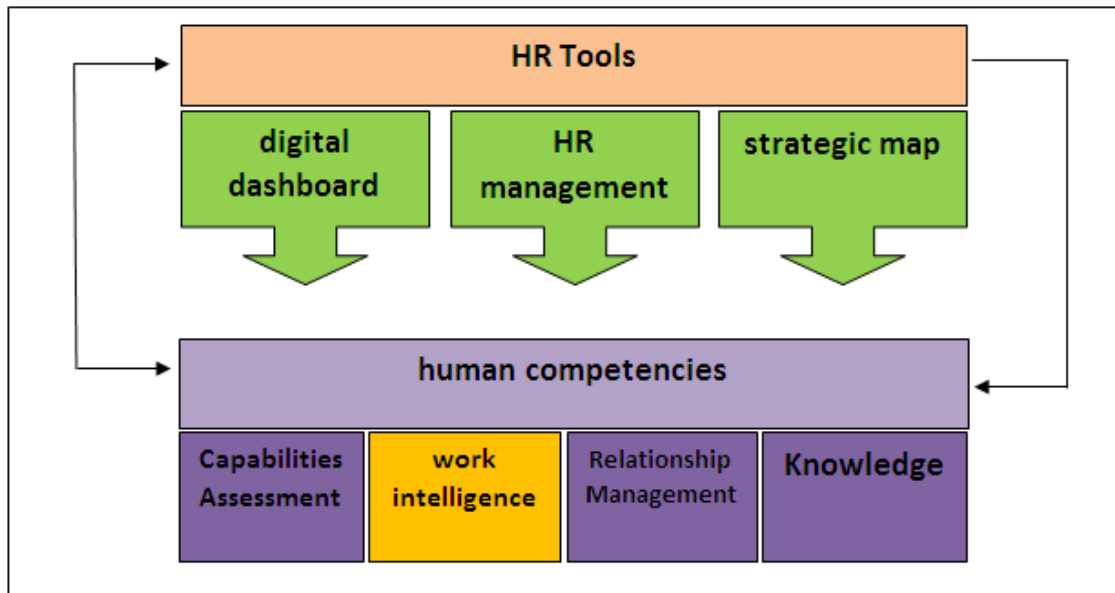 HR Tools
digital
dashboard
HR
management
strategic map
human competencies
Capabilities
Assessment
work
intelligence
Relationship
Management
Knowledge